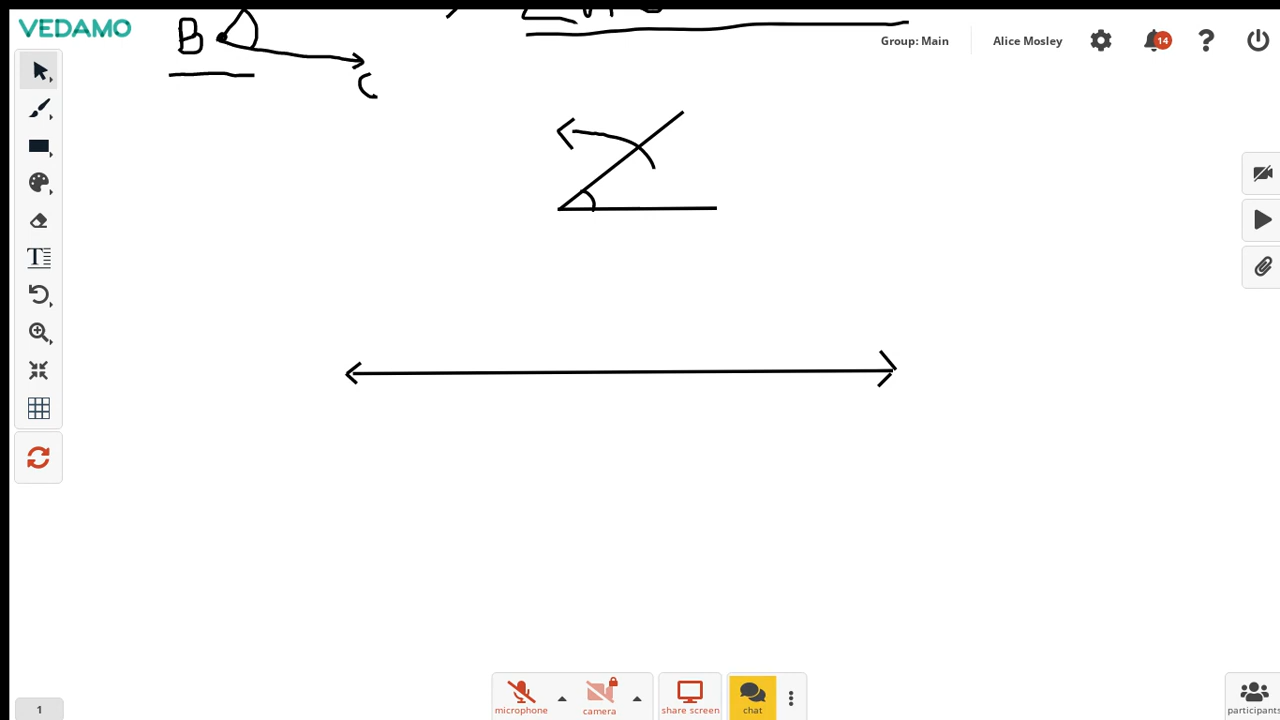 VEDAMO
Group: Main
Alice Mosley
14
B
C
1
microphone
camera
share screen
chat
participants